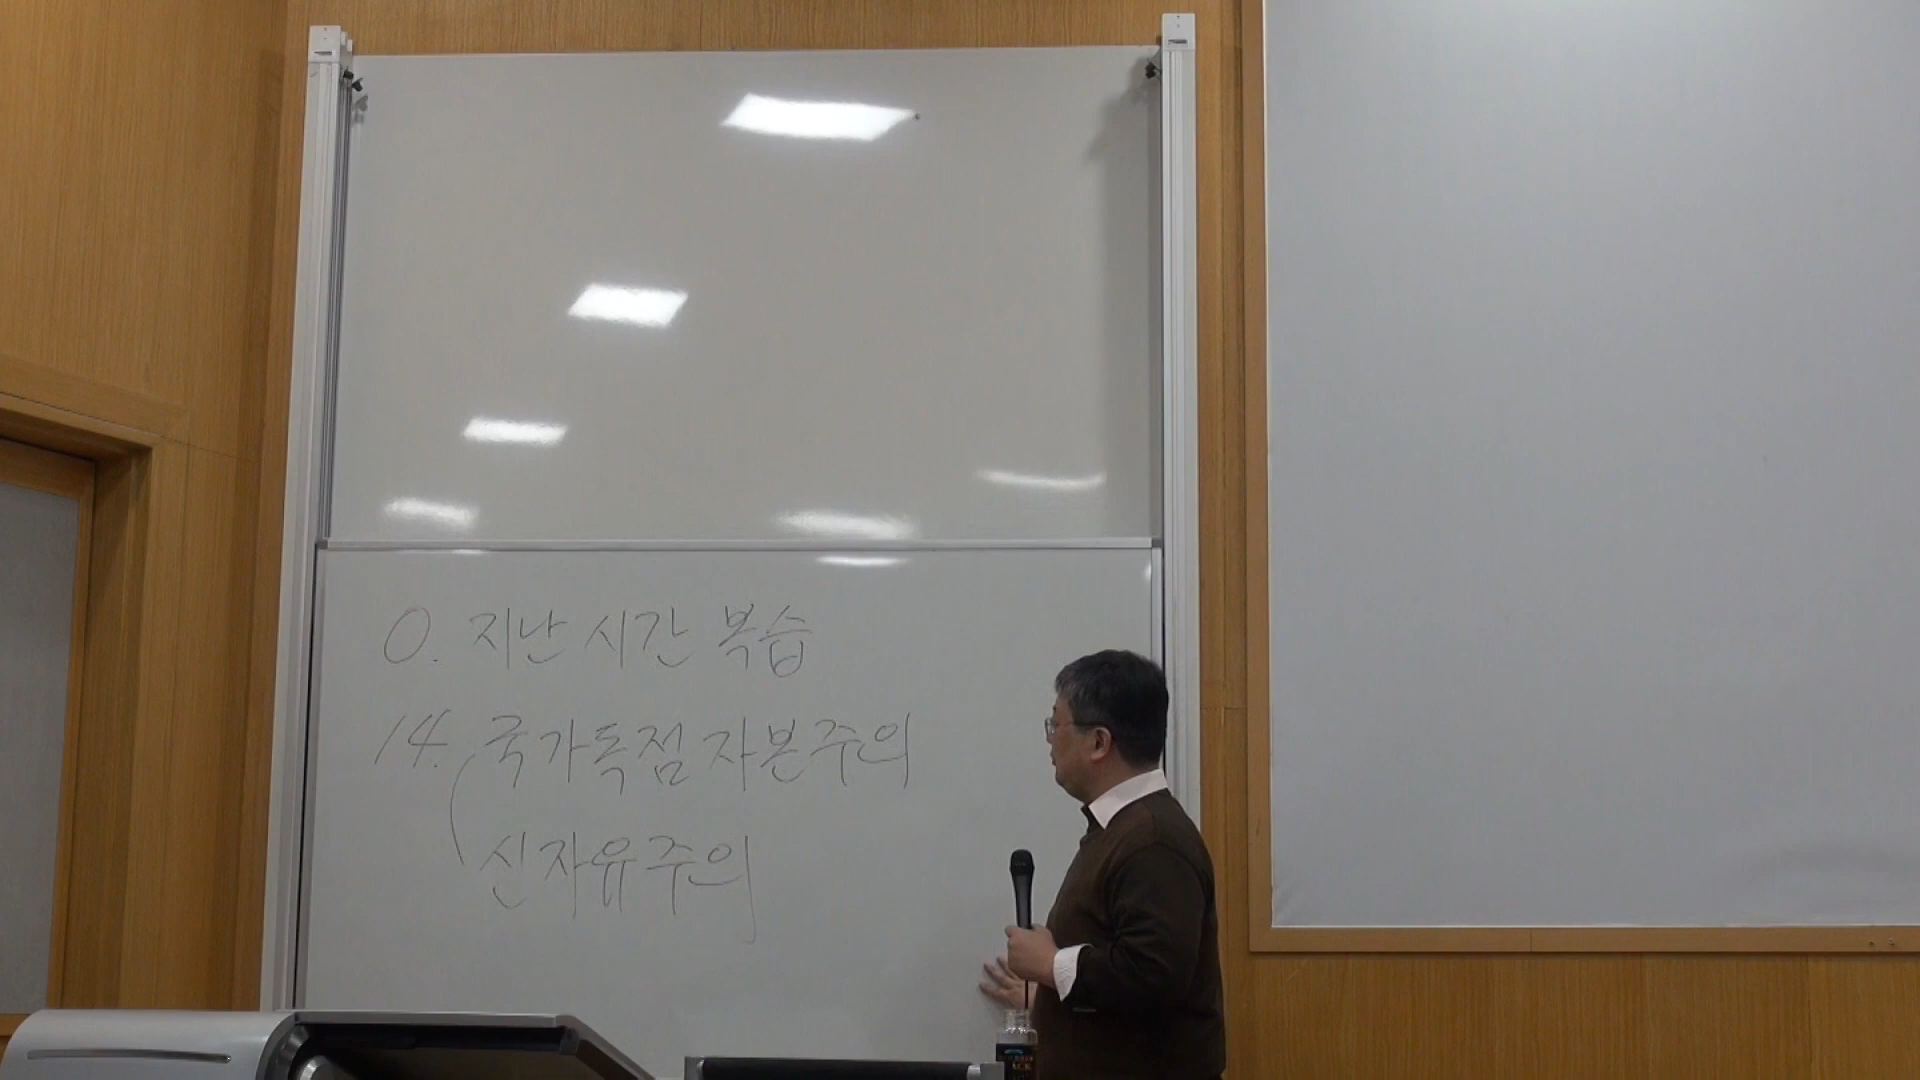 0. 지난 시간 복습
14. 국가독점자본주의
신자유주의